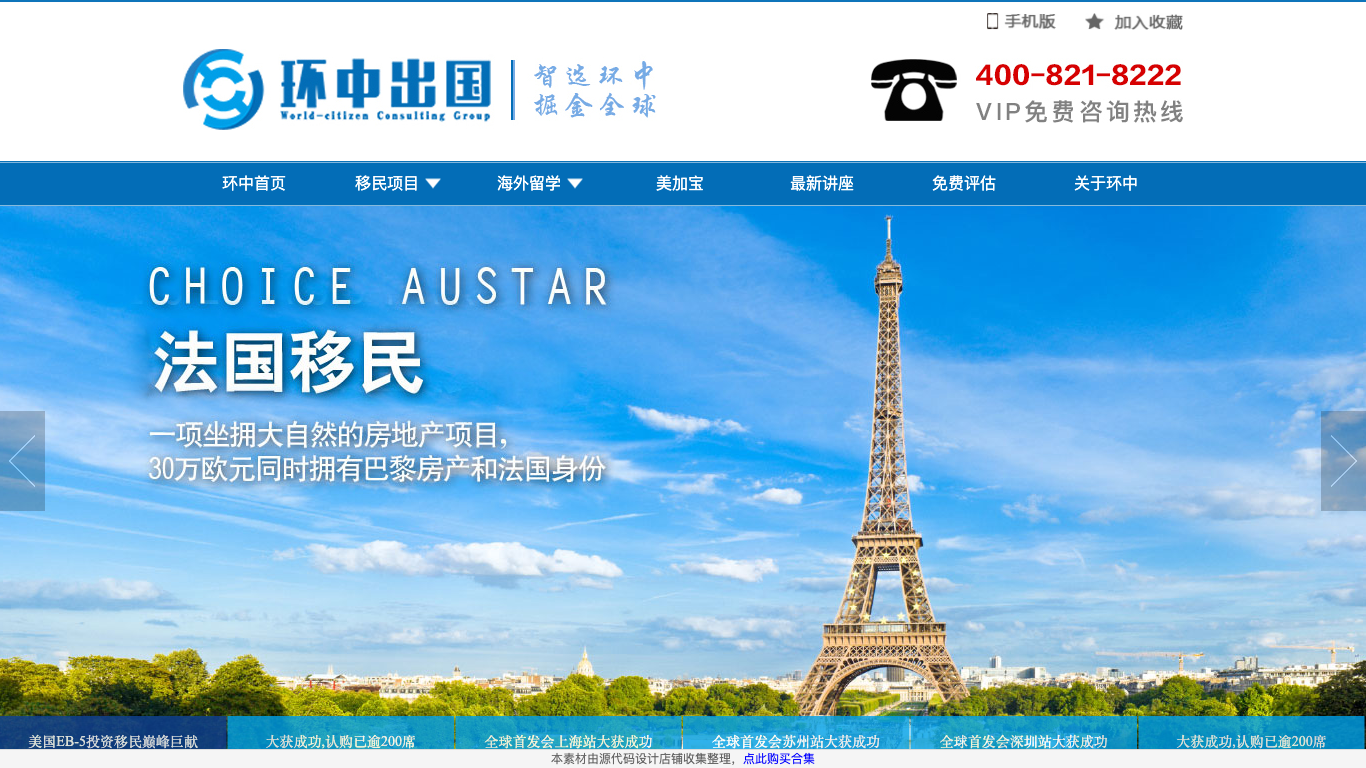 手机版 加入收藏
环中出国
World-citizen Consulting Group
智选环中
掘金全球
400-821-8222
VIP免费咨询热线
环中首页 移民项目 海外留学 美加宝 最新讲座 免费评估 关于环中
CHOICE AUSTAR
法国移民
一项坐拥大自然的房地产项目,
30万欧元同时拥有巴黎房产和法国身份
美国EB-5投资移民巅峰巨献 大获成功,认购已逾200席 全球首发会上海站大获成功 全球首发会苏州站大获成功 全球首发会深圳站大获成功 大获成功,认购已逾200席
本素材由源代码设计店铺收集整理，点此购买合集